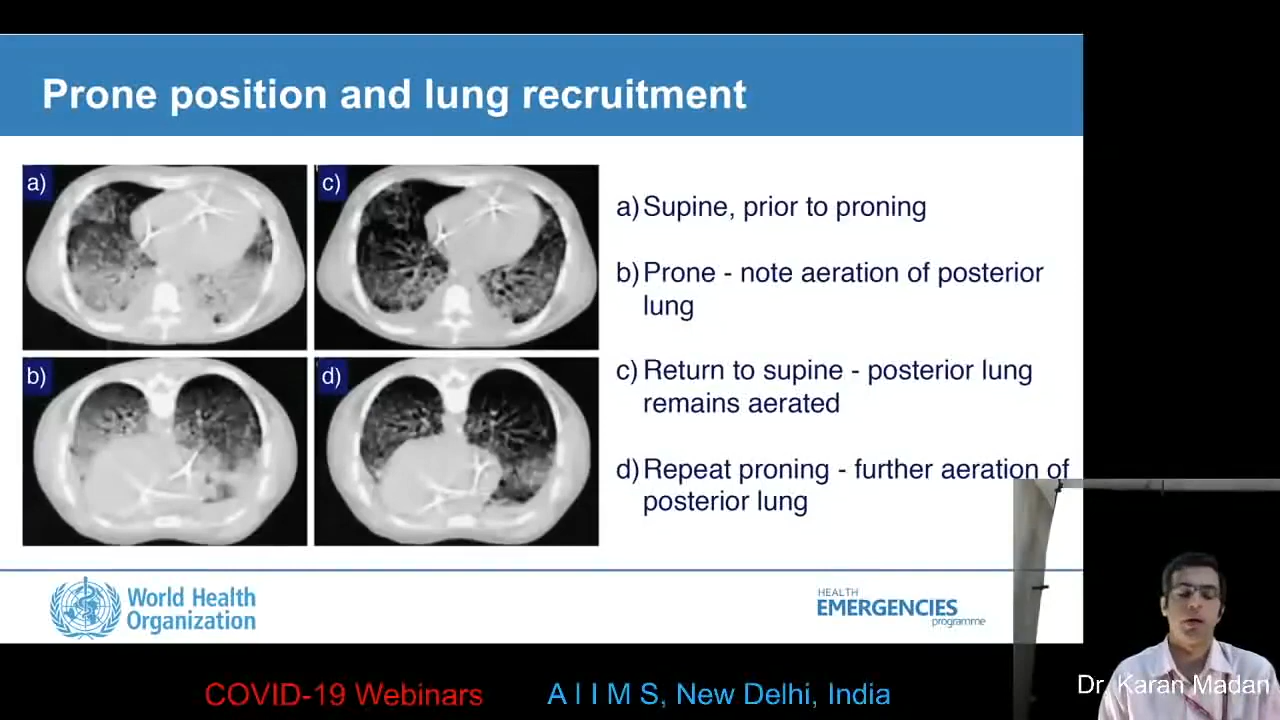 Prone position and lung recruitment
a)
c)
b)
d)
a) Supine, prior to proning
b) Prone - note aeration of posterior
lung
c) Return to supine - posterior lung
remains aerated
d) Repeat proning - further aeration of
posterior lung
World Health
Organization
HEALTH
EMERGENCIES
programme
Dr. Karan Madan
COVID-19 Webinars
A I I M S, New Delhi, India